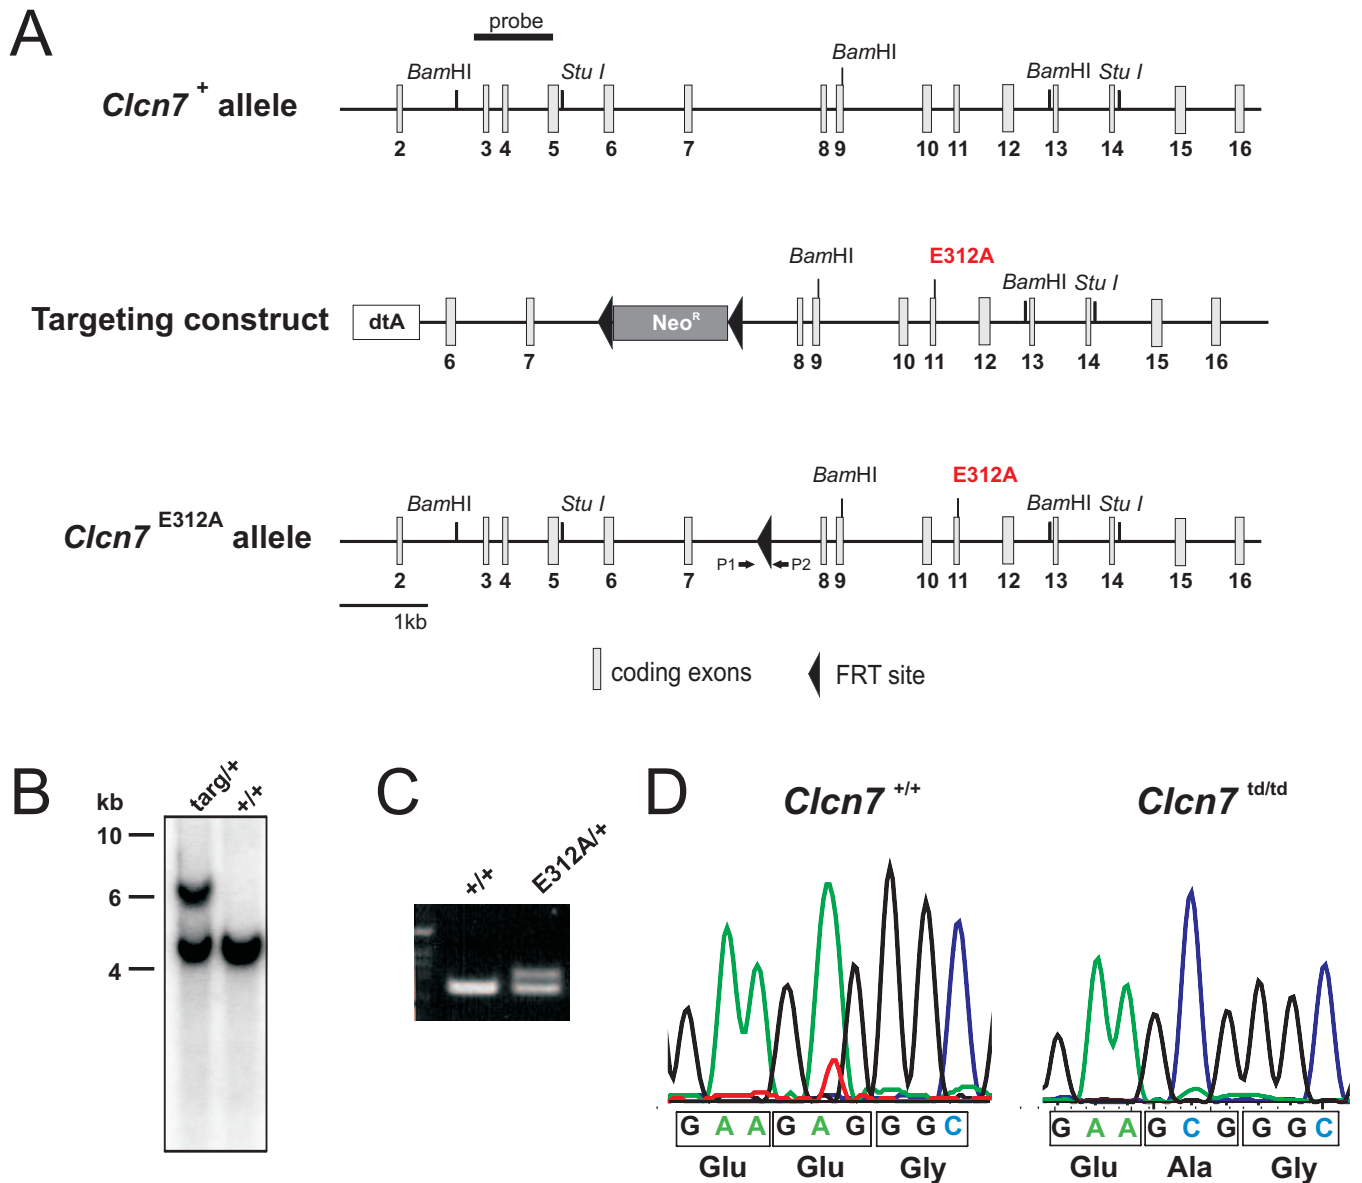 A
probe
BamHI
Stu I
BamHI
BamHI
Stu I
Clcn7 + allele
2 3 4 5 6 7 8 9 10 11 12 13 14 15 16
BamHI
E312A
BamHI
Stu I
Targeting construct
dtA
NeoR
6 7 8 9 10 11 12 13 14 15 16
BamHI
E312A
BamHI
Stu I
BamHI
Stu I
Clcn7 E312A allele
P1
P2
2 3 4 5 6 7 8 9 10 11 12 13 14 15 16
1kb
coding exons
FRT site
B
kb
targ/+
+/+
10
6
4
C
+/+
E312A/+
D
Clcn7 +/+
Clcn7 td/td
G A A G A G G G C
Glu Glu Gly
G A A G C G G G C
Glu Ala Gly